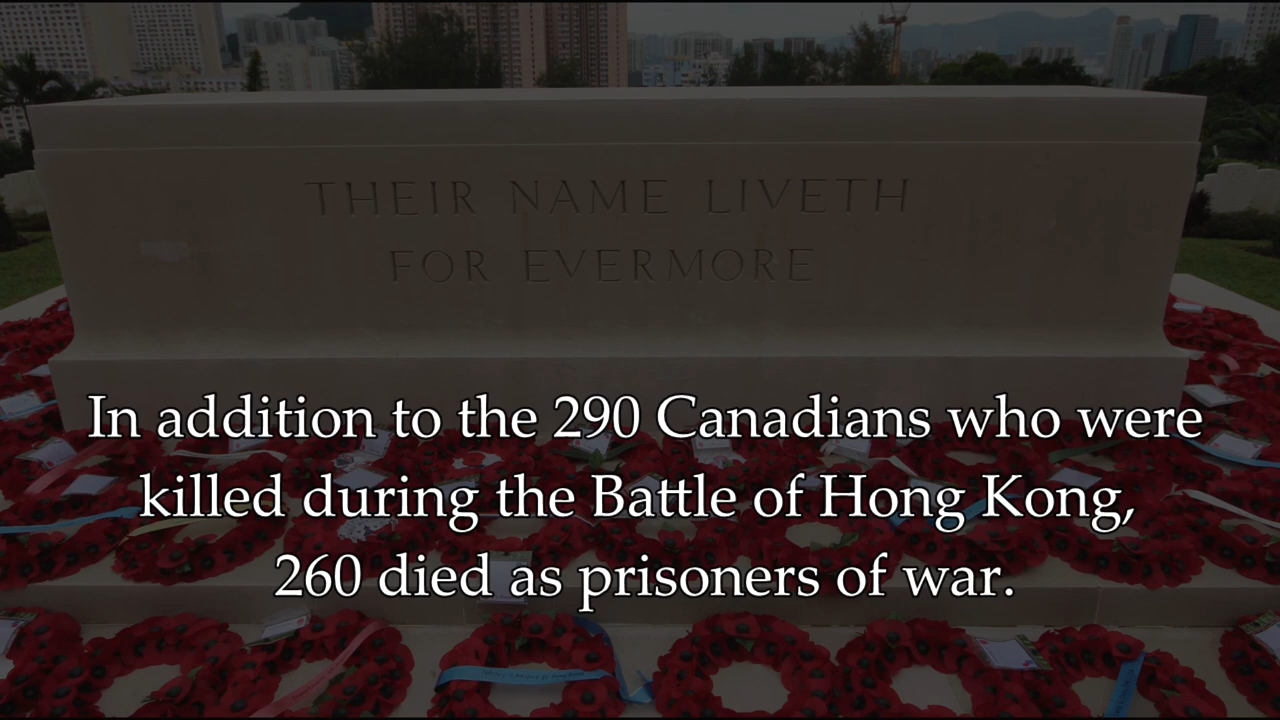 THEIR NAME LIVETH
FOR EVERMORE
In addition to the 290 Canadians who were
killed during the Battle of Hong Kong,
260 died as prisoners of war.